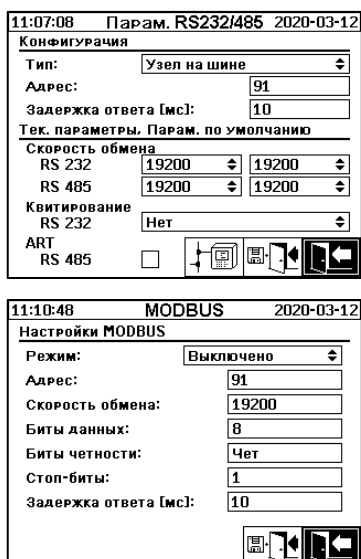 11:07:08 Парам. RS232/485 2020-03-12
Конфигурация
Тип: Узел на шине
Адрес: 91
Задержка ответа [мс]: 10
Тек. параметры, Парам. по умолчанию
Скорость обмена
RS 232 19200 19200
RS 485 19200 19200
Квитирование
RS 232 Нет
ART
RS 485
11:10:48 MODBUS 2020-03-12
Настройки MODBUS
Режим: Выключено
Адрес: 91
Скорость обмена: 19200
Биты данных: 8
Биты четности: Чет
Стоп-биты: 1
Задержка ответа [мс]: 10